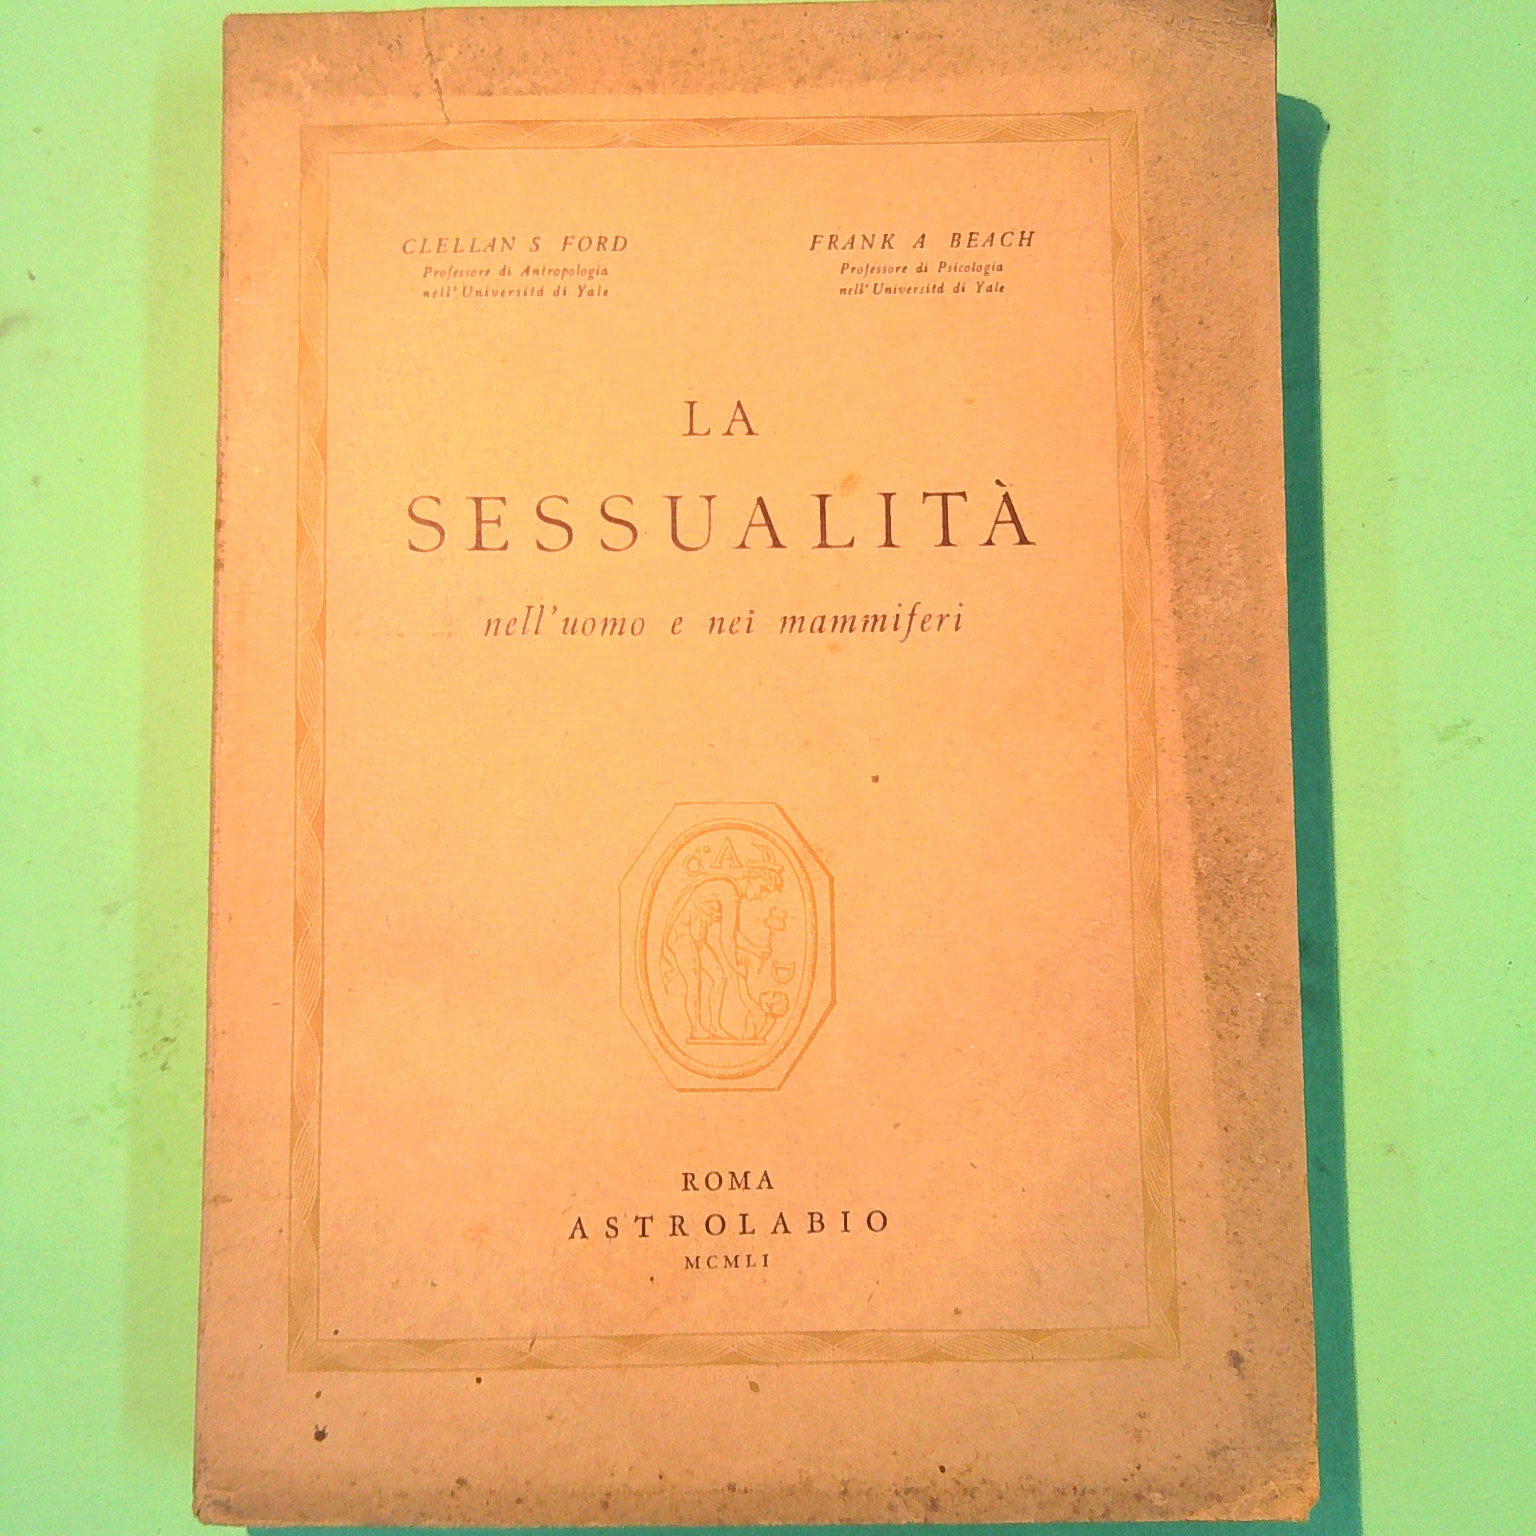 CLELLAN S FORD
Professore di Antropologia
nell'Università di Yale
FRANK A BEACH
Professore di Psicologia
nell'Università di Yale
LA
SESSUALITÀ
nell'uomo e nei mammiferi
ROMA
ASTROLABIO
MCMLI